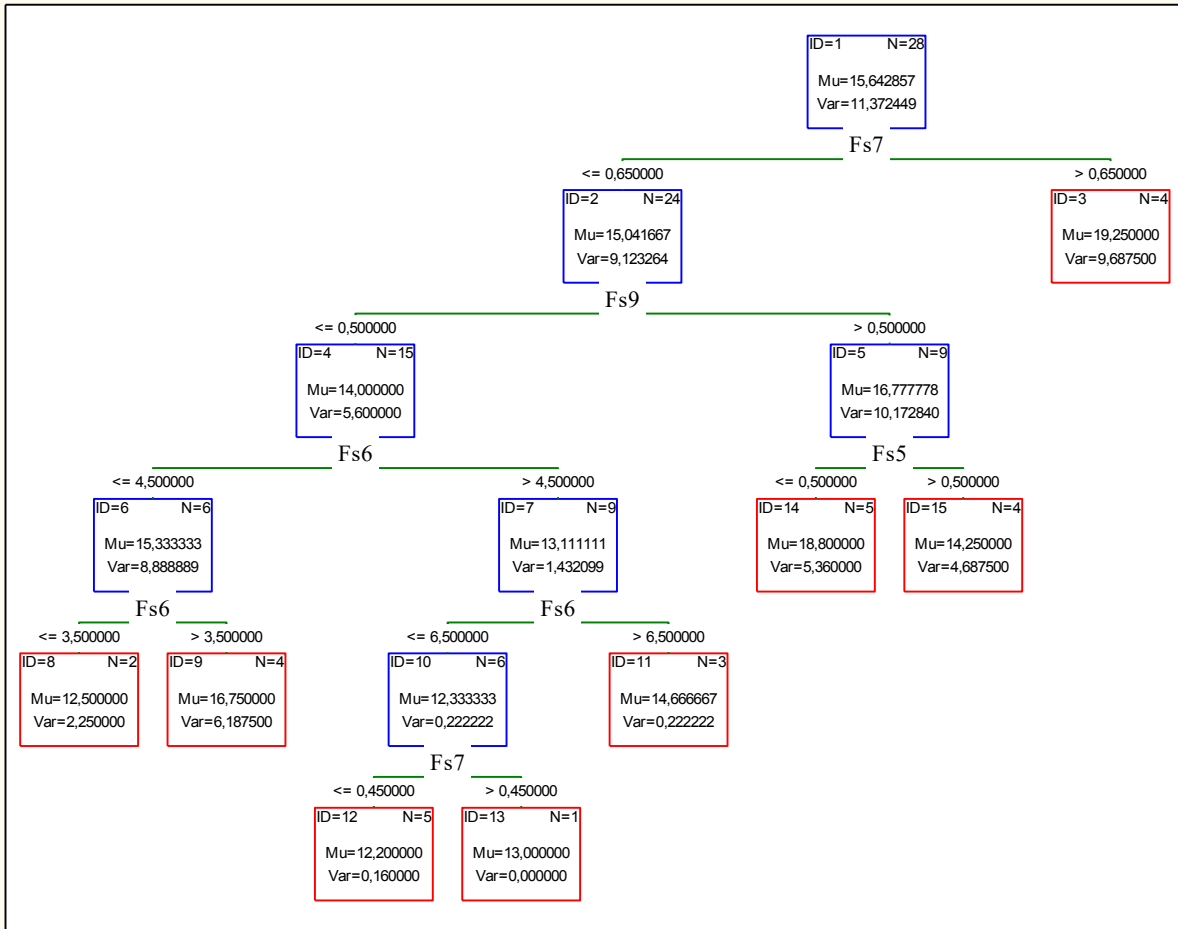 ID=1 N=28
Mu=15,642857
Var=11,372449
Fs7
<= 0,650000 > 0,650000
ID=2 N=24 ID=3 N=4
Mu=15,041667 Mu=19,250000
Var=9,123264 Var=9,687500
Fs9
<= 0,500000 > 0,500000
ID=4 N=15 ID=5 N=9
Mu=14,000000 Mu=16,777778
Var=5,600000 Var=10,172840
Fs6 Fs5
<= 4,500000 > 4,500000 <= 0,500000 > 0,500000
ID=6 N=6 ID=7 N=9 ID=14 N=5 ID=15 N=4
Mu=15,333333 Mu=13,111111 Mu=18,800000 Mu=14,250000
Var=8,888889 Var=1,432099 Var=5,360000 Var=4,687500
Fs6 Fs6
<= 3,500000 > 3,500000 <= 6,500000 > 6,500000
ID=8 N=2 ID=9 N=4 ID=10 N=6 ID=11 N=3
Mu=12,500000 Mu=16,750000 Mu=12,333333 Mu=14,666667
Var=2,250000 Var=6,187500 Var=0,222222 Var=0,222222
Fs7
<= 0,450000 > 0,450000
ID=12 N=5 ID=13 N=1
Mu=12,200000 Mu=13,000000
Var=0,160000 Var=0,000000